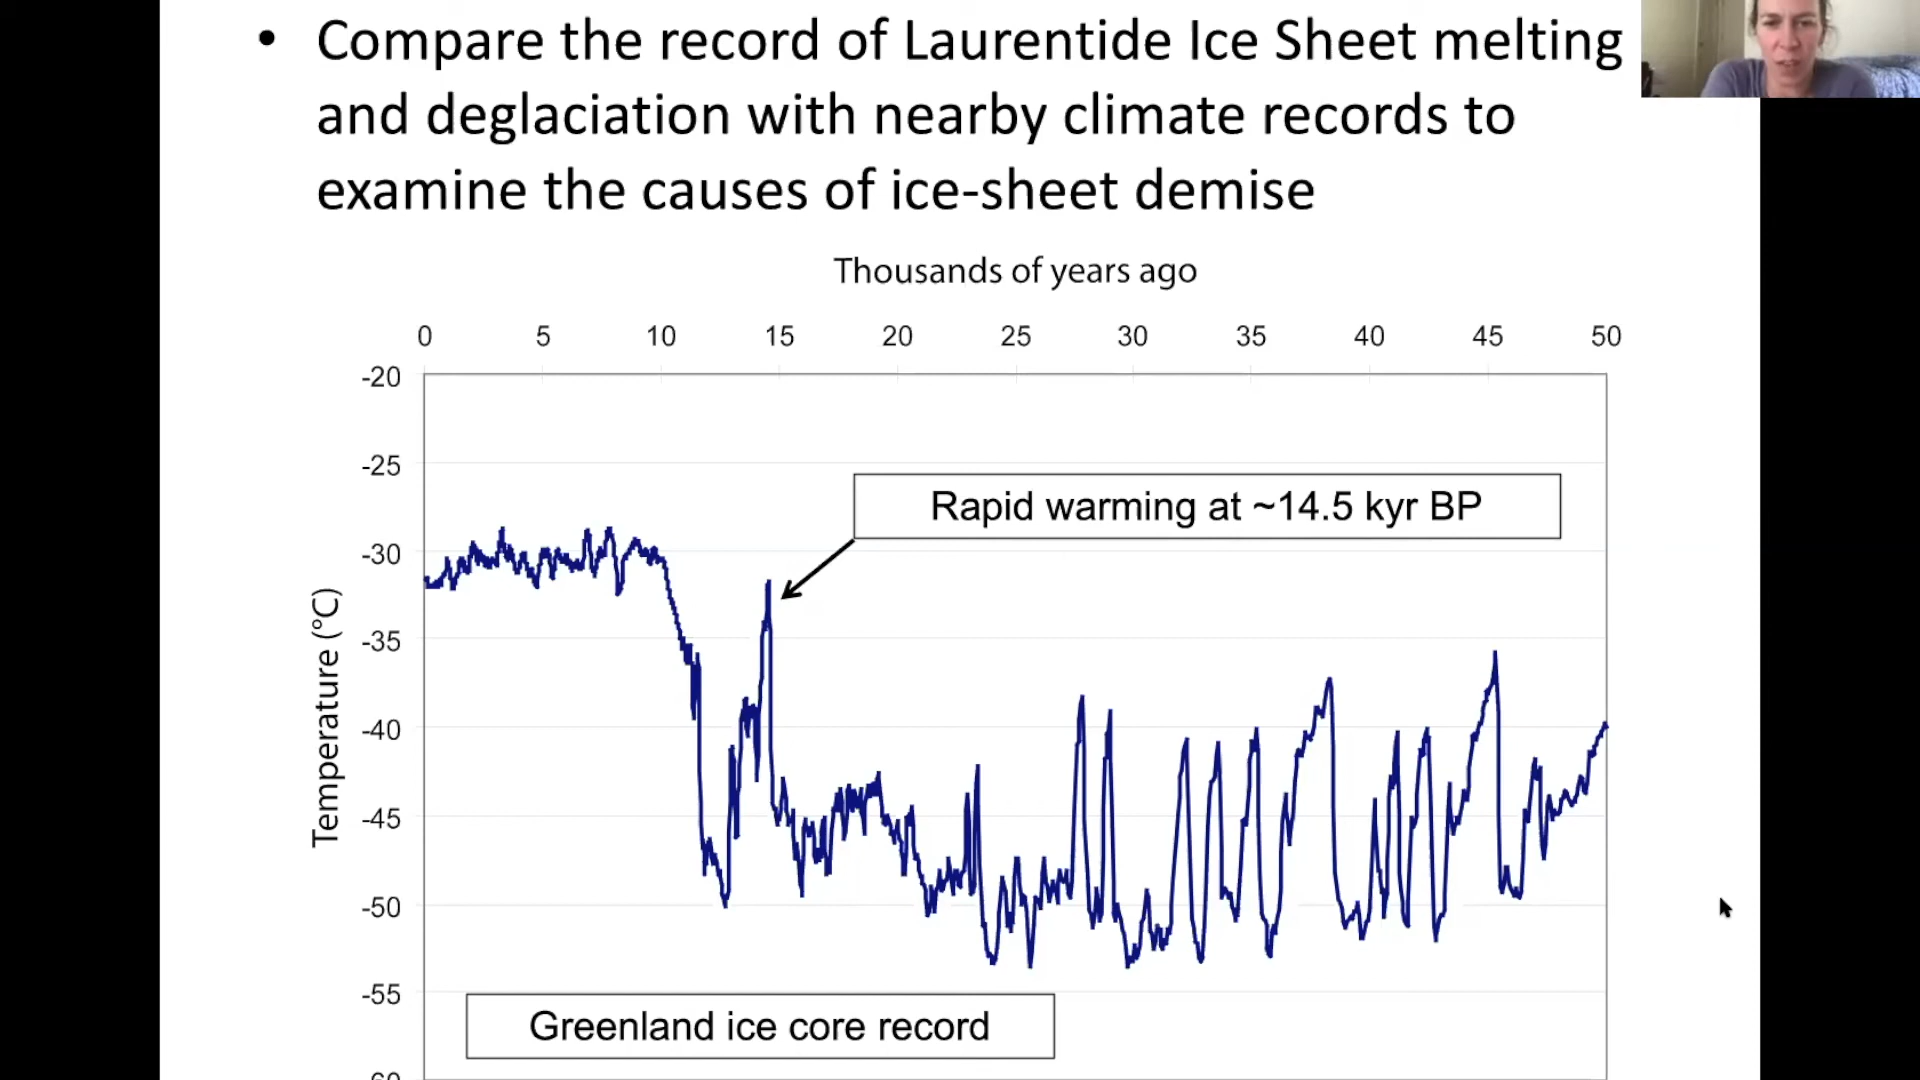 • Compare the record of Laurentide Ice Sheet melting
and deglaciation with nearby climate records to
examine the causes of ice-sheet demise
Thousands of years ago
0 5 10 15 20 25 30 35 40 45 50
-20
-25
Rapid warming at ~14.5 kyr BP
-30
-35
Temperature (°C)
-40
-45
-50
-55
Greenland ice core record